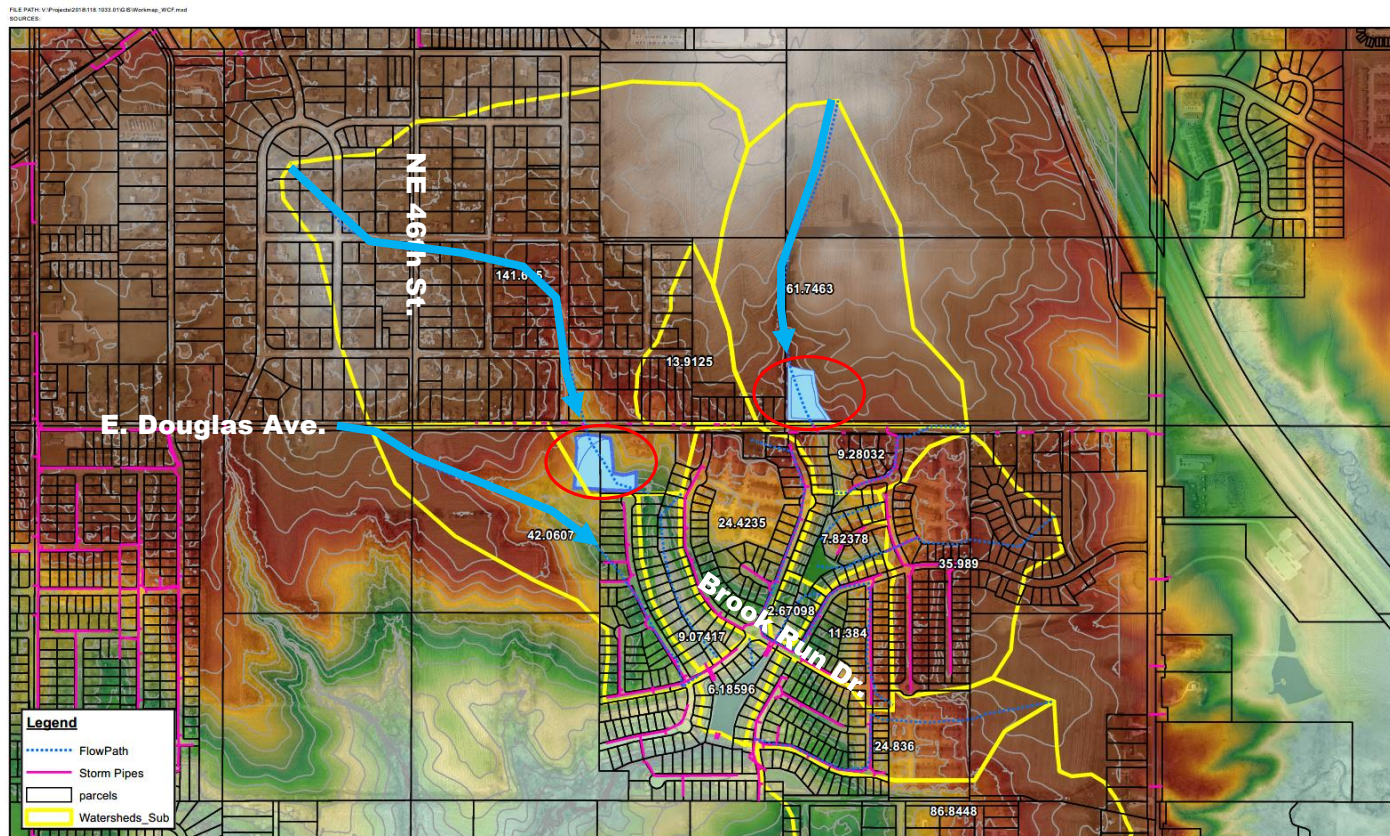 FILE PATH: V:\Projects\2018\118.1033.01\GIS\Workmap_WCF.mxd
SOURCES:
NE 46th St.
61.7463
13.9125
E. Douglas Ave.
9.28032
24.4235
42.0607
7.82378
35.989
Brook Run Dr.
2.67098
11.384
9.07417
6.18596
24.836
86.8448
Legend
FlowPath
Storm Pipes
parcels
Watersheds_Sub